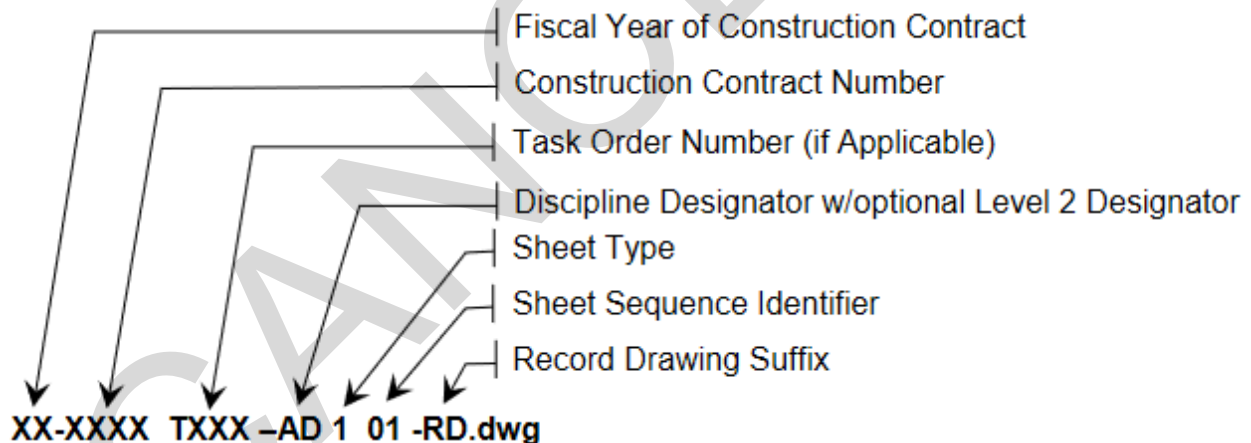 Fiscal Year of Construction Contract
Construction Contract Number
Task Order Number (if Applicable)
Discipline Designator w/optional Level 2 Designator
Sheet Type
Sheet Sequence Identifier
Record Drawing Suffix
XX-XXXX TXXX –AD 1 01 -RD.dwg